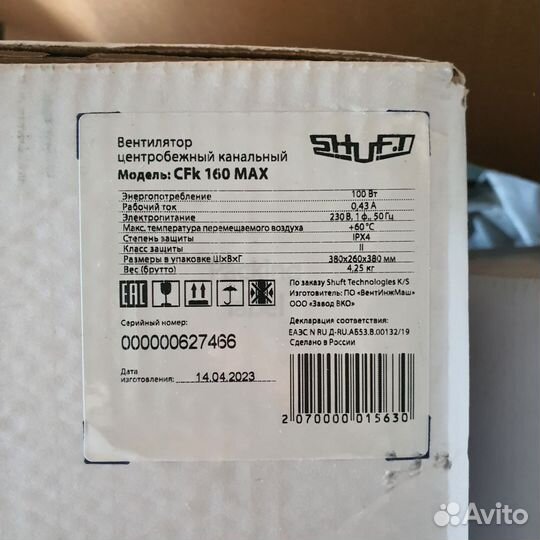 Вентилятор
центробежный канальный
Модель: CFk 160 MAX
SHUFT
Энергопотребление 100 Вт
Рабочий ток 0,43 А
Электропитание 230 В, 1 ф., 50 Гц
Макс. температура перемещаемого воздуха +60°C
Степень защиты IPX4
Класс защиты II
Размеры в упаковке ШхВхГ 380х260х380 мм
Вес (брутто) 4,25 кг
EAC
По заказу Shuft Technologies K/S
Изготовитель: ПО «ВентИнжМаш»
ООО «Завод ВКО»
Серийный номер:
000000627466
Декларация соответствия:
ЕАЭС N RU Д-RU.АБ53.В.00132/19
Сделано в России
Дата
изготовления: 14.04.2023
2 070000 015630
Avito